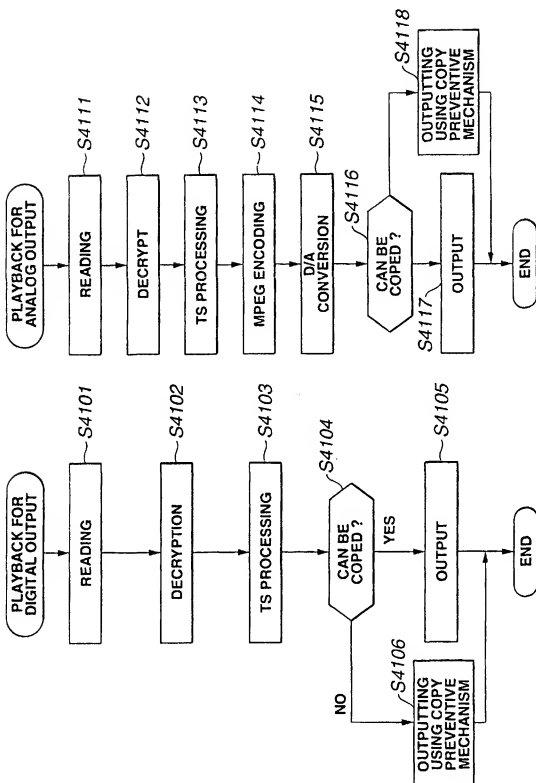 PLAYBACK FOR
DIGITAL OUTPUT
READING
S4101
DECRYPTION
S4102
TS PROCESSING
S4103
CAN BE
COPED ?
S4104
YES
NO
OUTPUT
S4105
OUTPUTTING
USING COPY
PREVENTIVE
MECHANISM
S4106
END
PLAYBACK FOR
ANALOG OUTPUT
READING
S4111
DECRYPT
S4112
TS PROCESSING
S4113
MPEG ENCODING
S4114
D/A
CONVERSION
S4115
CAN BE
COPED ?
S4116
S4117
OUTPUT
OUTPUTTING
USING COPY
PREVENTIVE
MECHANISM
S4118
END